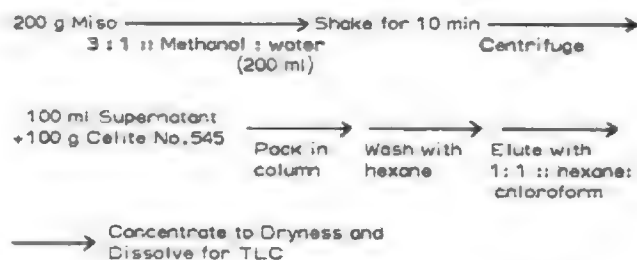 200 g Miso Shake for 10 min
3 : 1 :: Methanol : water Centrifuge
(200 ml)
100 ml Supernatant
+100 g Celite No. 545
Pack in Wash with Elute with
column hexane 1: 1 :: hexane:
chloroform
Concentrate to Dryness and
Dissolve for TLC